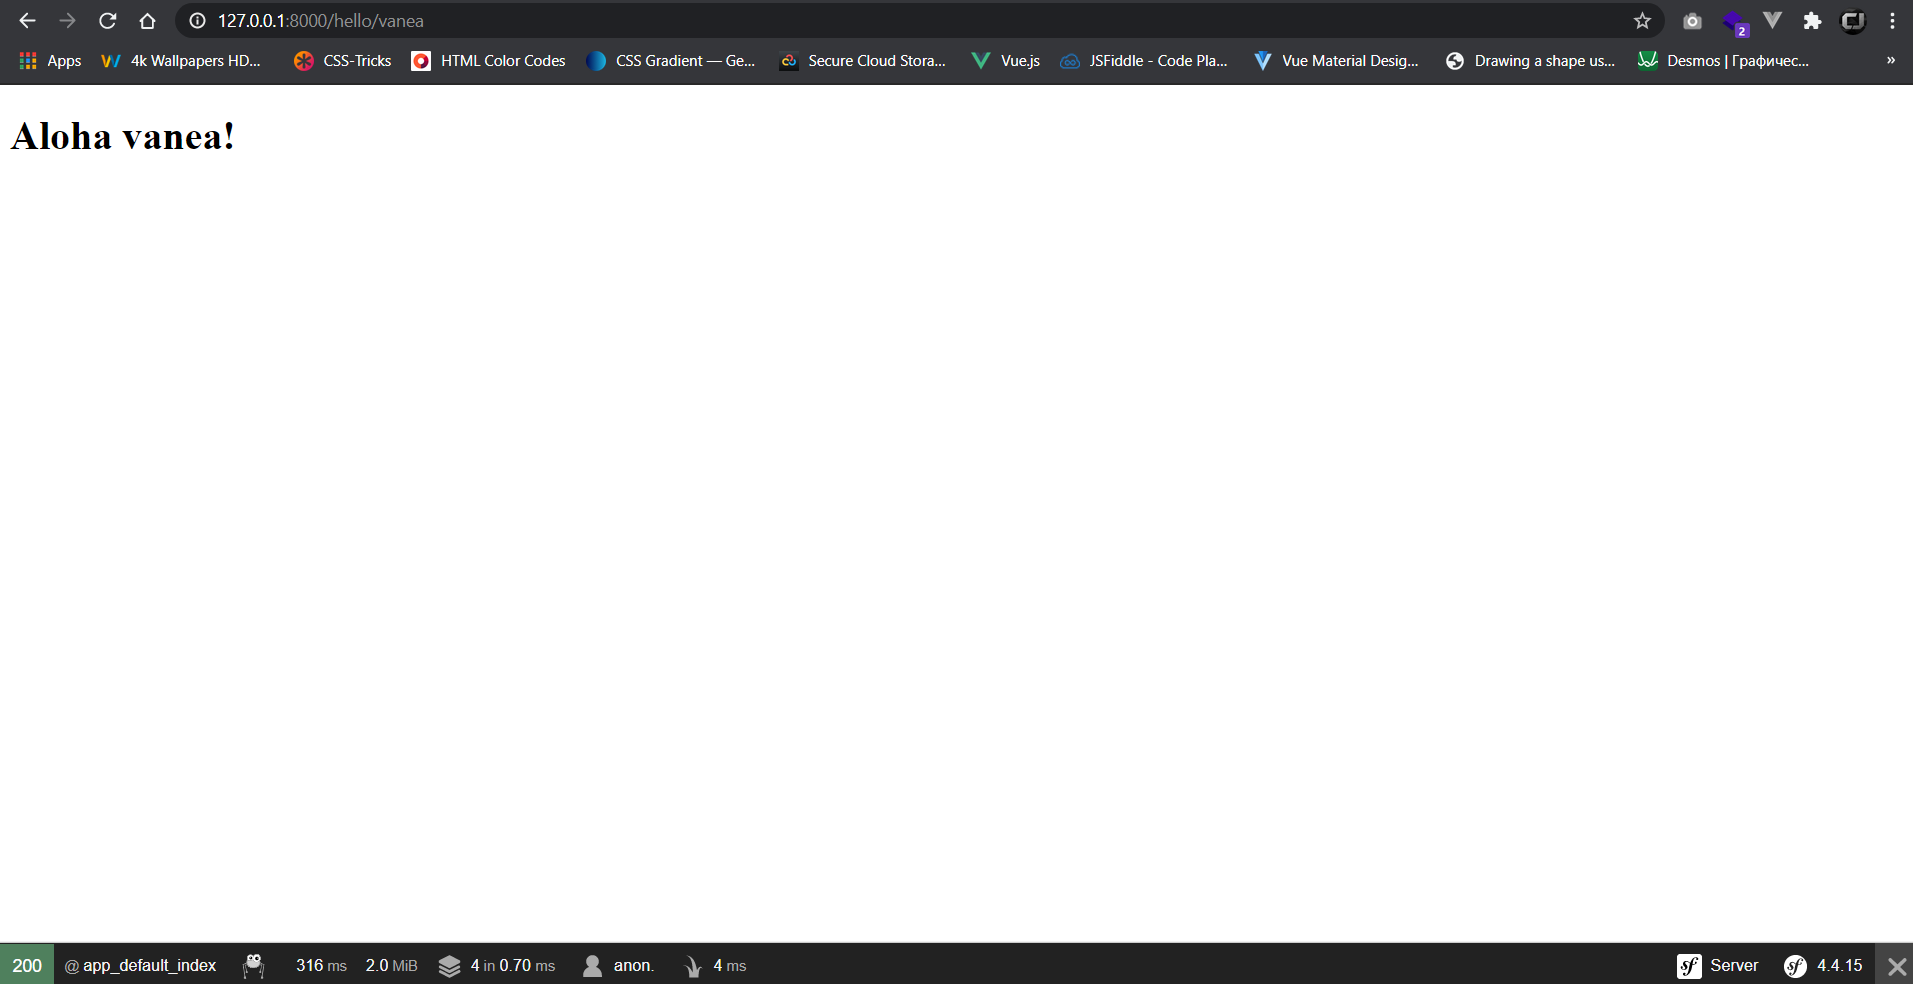 127.0.0.1:8000/hello/vanea
2
Apps 4k Wallpapers HD... CSS-Tricks HTML Color Codes CSS Gradient — Ge... Secure Cloud Stora... Vue.js JSFiddle - Code Pla... Vue Material Desig... Drawing a shape us... Desmos | Графичес... »
Aloha vanea!
200 @ app_default_index 316 ms 2.0 MiB 4 in 0.70 ms anon. 4 ms sf Server sf 4.4.15